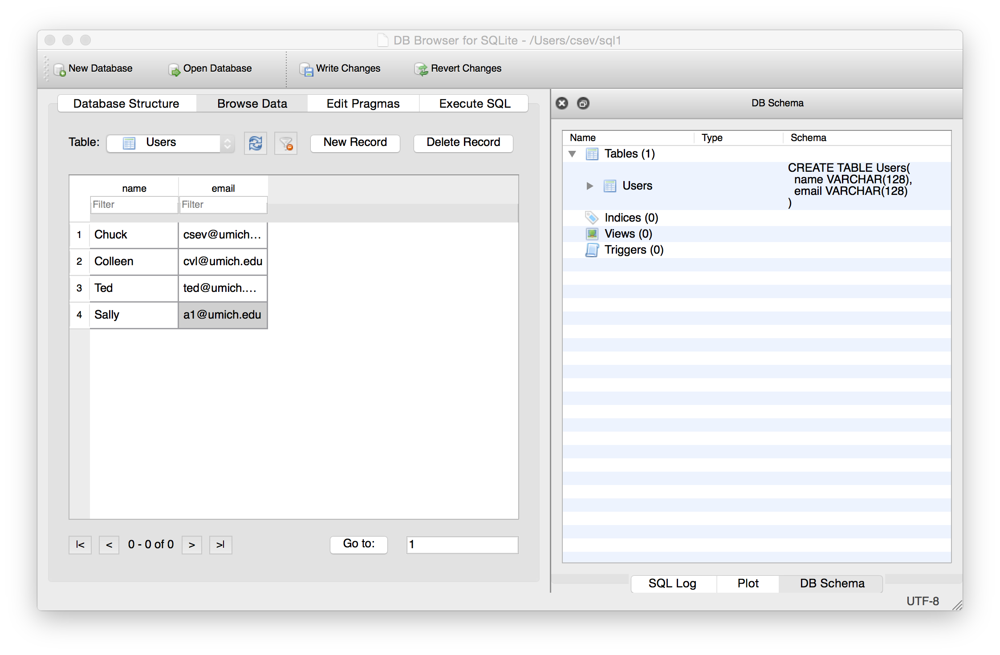 DB Browser for SQLite - /Users/csev/sql1
New Database
Open Database
Write Changes
Revert Changes
Database Structure
Browse Data
Edit Pragmas
Execute SQL
Table:
Users
New Record
Delete Record
name email
Filter Filter
1 Chuck csev@umich...
2 Colleen cvl@umich.edu
3 Ted ted@umich....
4 Sally a1@umich.edu
|< < 0 - 0 of 0 > >|
Go to: 1
DB Schema
Name Type Schema
Tables (1)
Users
CREATE TABLE Users(
name VARCHAR(128),
email VARCHAR(128)
)
Indices (0)
Views (0)
Triggers (0)
SQL Log
Plot
DB Schema
UTF-8